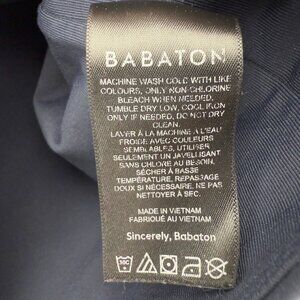 BABATON
MACHINE WASH COLD WITH LIKE
COLOURS, ONLY NON-CHLORINE
BLEACH WHEN NEEDED.
TUMBLE DRY LOW, COOL IRON
ONLY IF NEEDED. DO NOT DRY
CLEAN.
LAVER À LA MACHINE À L'EAU
FROIDE AVEC COULEURS
SEMBLABLES, UTILISER
SEULEMENT UN JAVELLISANT
SANS CHLORE AU BESOIN.
SÉCHER À BASSE
TEMPÉRATURE. REPASSAGE
DOUX SI NÉCESSAIRE. NE PAS
NETTOYER À SEC.
MADE IN VIETNAM
FABRIQUÉ AU VIETNAM
Sincerely, Babaton